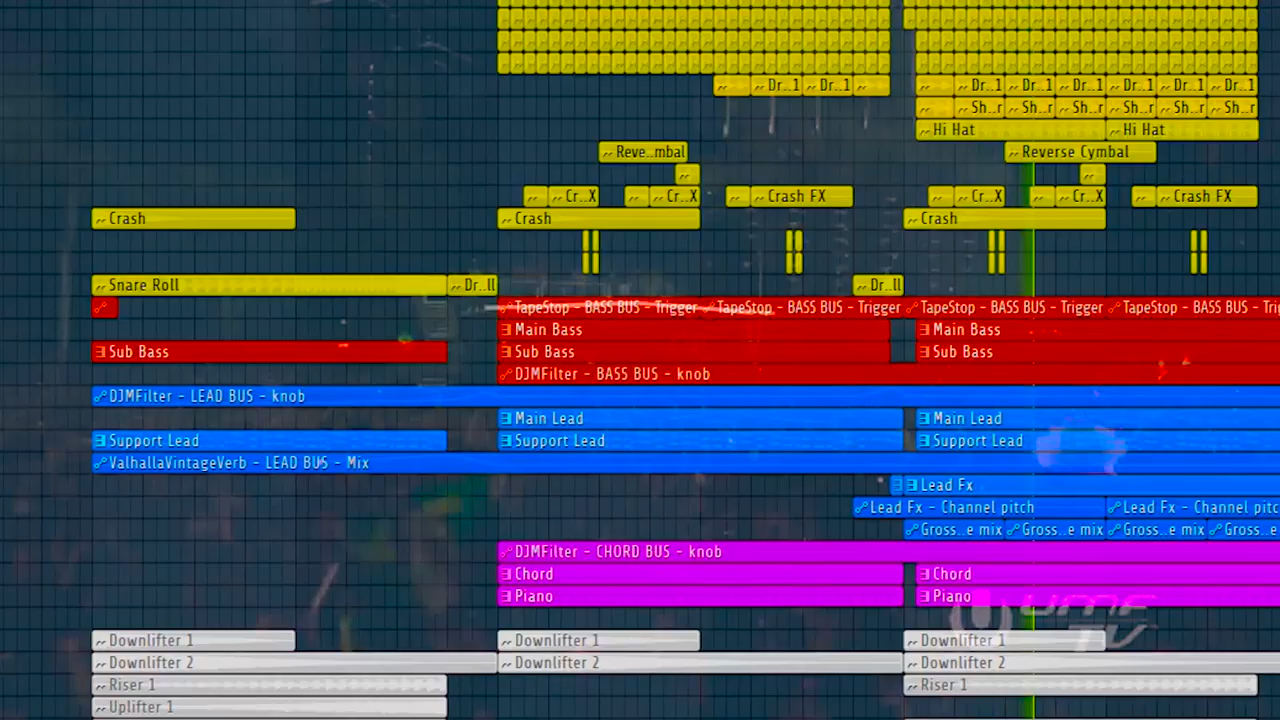 Dr..1 Dr..1 Dr..1 Dr..1 Dr..1 Dr..1 Dr..1
Sh..r Sh..r Sh..r Sh..r Sh..r
Hi Hat Hi Hat
Reve..mbal Reverse Cymbal
Cr..X Cr..X Crash FX Cr..X Cr..X Crash FX
Crash Crash Crash
Snare Roll Dr..ll Dr..ll
TapeStop - BASS BUS - Trigger TapeStop - BASS BUS - Trigger TapeStop - BASS BUS - Trigger TapeStop - BASS BUS - Tri
Main Bass Main Bass
Sub Bass Sub Bass Sub Bass
DJMFilter - BASS BUS - knob
DJMFilter - LEAD BUS - knob
Main Lead Main Lead
Support Lead Support Lead Support Lead
ValhallaVintageVerb - LEAD BUS - Mix
Lead Fx
Lead Fx - Channel pitch Lead Fx - Channel pitc
Gross..e mix Gross..e mix Gross..e mix Gross..e
DJMFilter - CHORD BUS - knob
Chord Chord
Piano Piano
UMF
TV
Downlifter 1 Downlifter 1 Downlifter 1
Downlifter 2 Downlifter 2 Downlifter 2
Riser 1 Riser 1
Uplifter 1